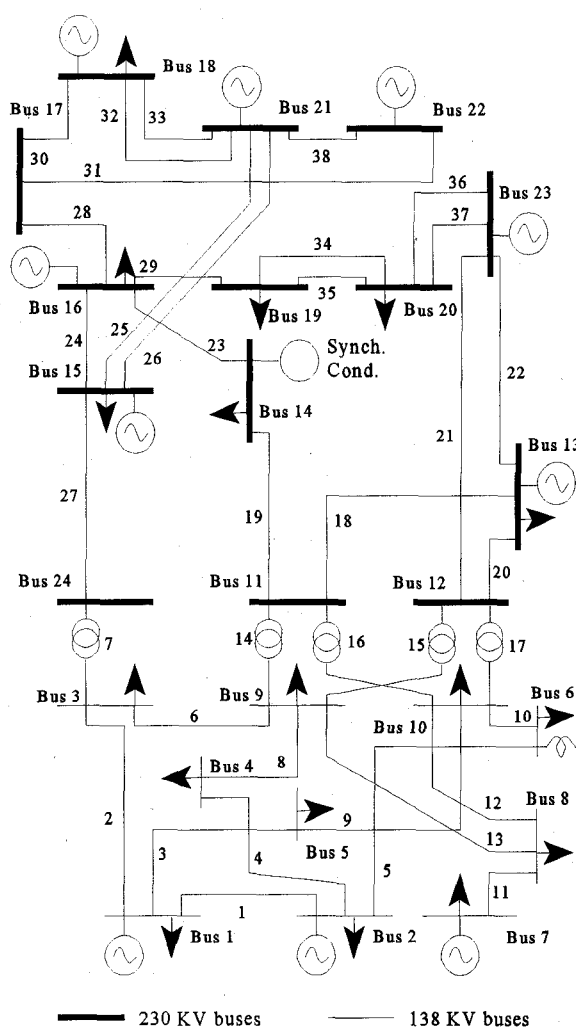 Bus 18
Bus 17
Bus 21
Bus 22
32
33
30
38
31
36
Bus 23
28
37
34
29
35
Bus 16
Bus 19
Bus 20
24
25
23
Synch.
Cond.
26
22
Bus 15
Bus 14
21
Bus 13
27
19
18
20
Bus 24
Bus 11
Bus 12
7
14
16
15
17
Bus 3
Bus 9
Bus 6
6
Bus 10
10
8
Bus 4
Bus 8
12
2
9
13
3
4
Bus 5
5
11
1
Bus 1
Bus 2
Bus 7
230 KV buses
138 KV buses